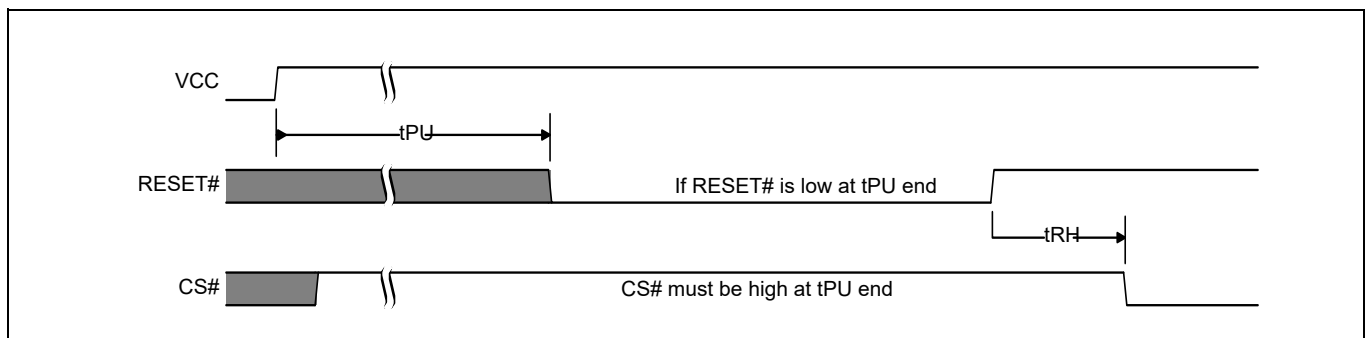 VCC
tPU
RESET#
If RESET# is low at tPU end
tRH
CS#
CS# must be high at tPU end